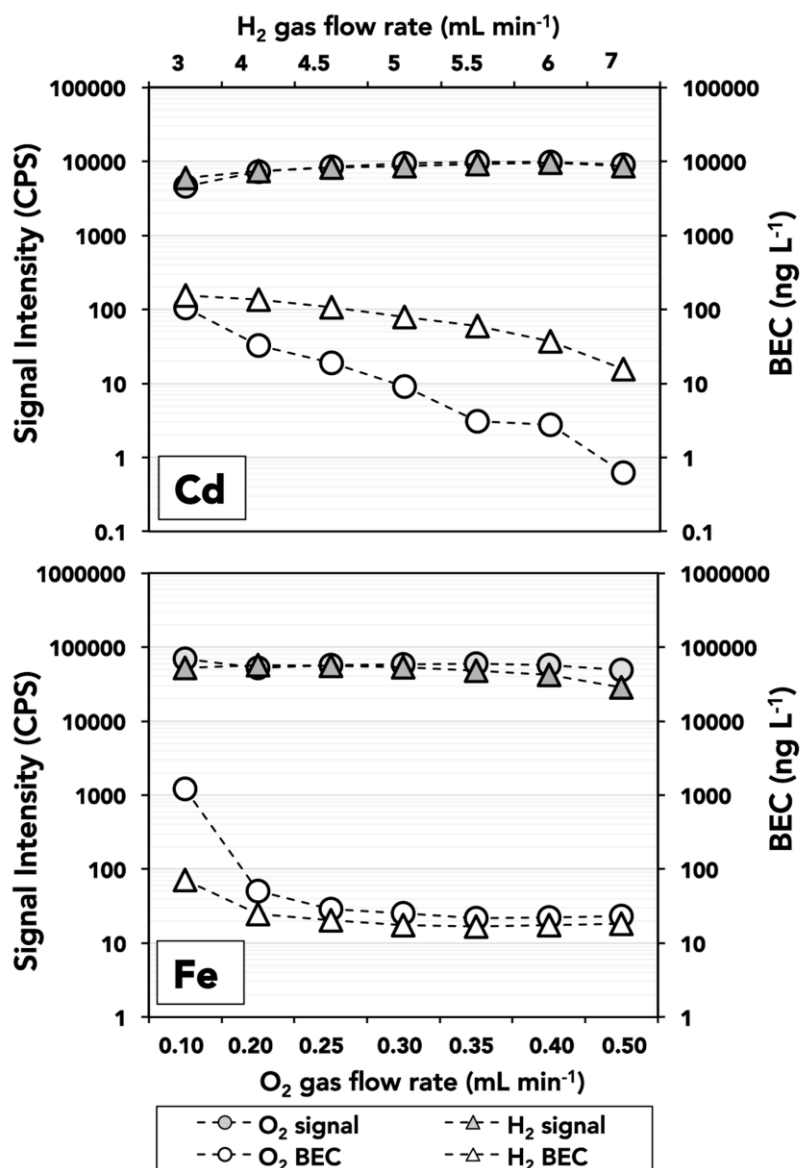 H₂ gas flow rate (mL min⁻¹)
3 4 4.5 5 5.5 6 7
Signal Intensity (CPS)
100000
10000
1000
100
10
1
0.1
Cd
100000
10000
1000
100
10
1
0.1
BEC (ng L⁻¹)
Signal Intensity (CPS)
1000000
100000
10000
1000
100
10
1
Fe
1000000
100000
10000
1000
100
10
1
BEC (ng L⁻¹)
0.10 0.20 0.25 0.30 0.35 0.40 0.50
O₂ gas flow rate (mL min⁻¹)
O₂ signal H₂ signal
O₂ BEC H₂ BEC